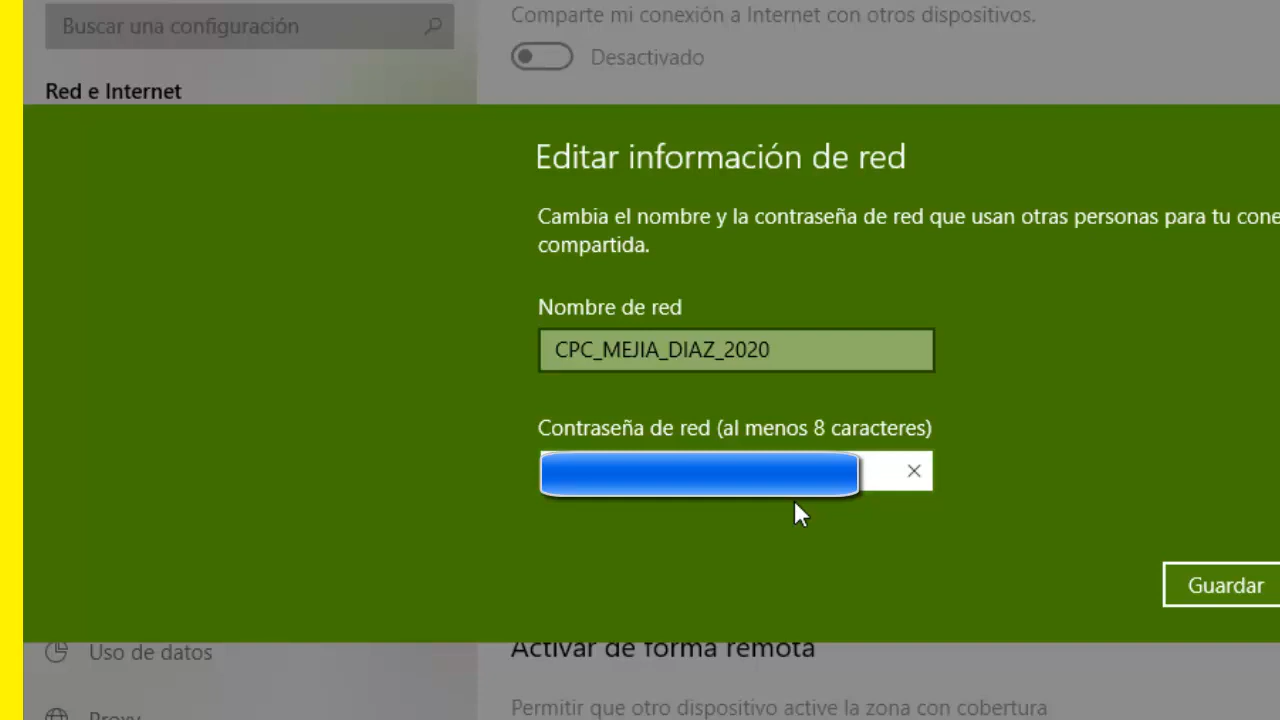 Buscar una configuración
Comparte mi conexión a Internet con otros dispositivos.
Desactivado
Red e Internet
Editar información de red
Cambia el nombre y la contraseña de red que usan otras personas para tu cone
compartida.
Nombre de red
CPC_MEJIA_DIAZ_2020
Contraseña de red (al menos 8 caracteres)
Guardar
Activar de forma remota
Uso de datos
Permitir que otro dispositivo active la zona con cobertura
Proxy